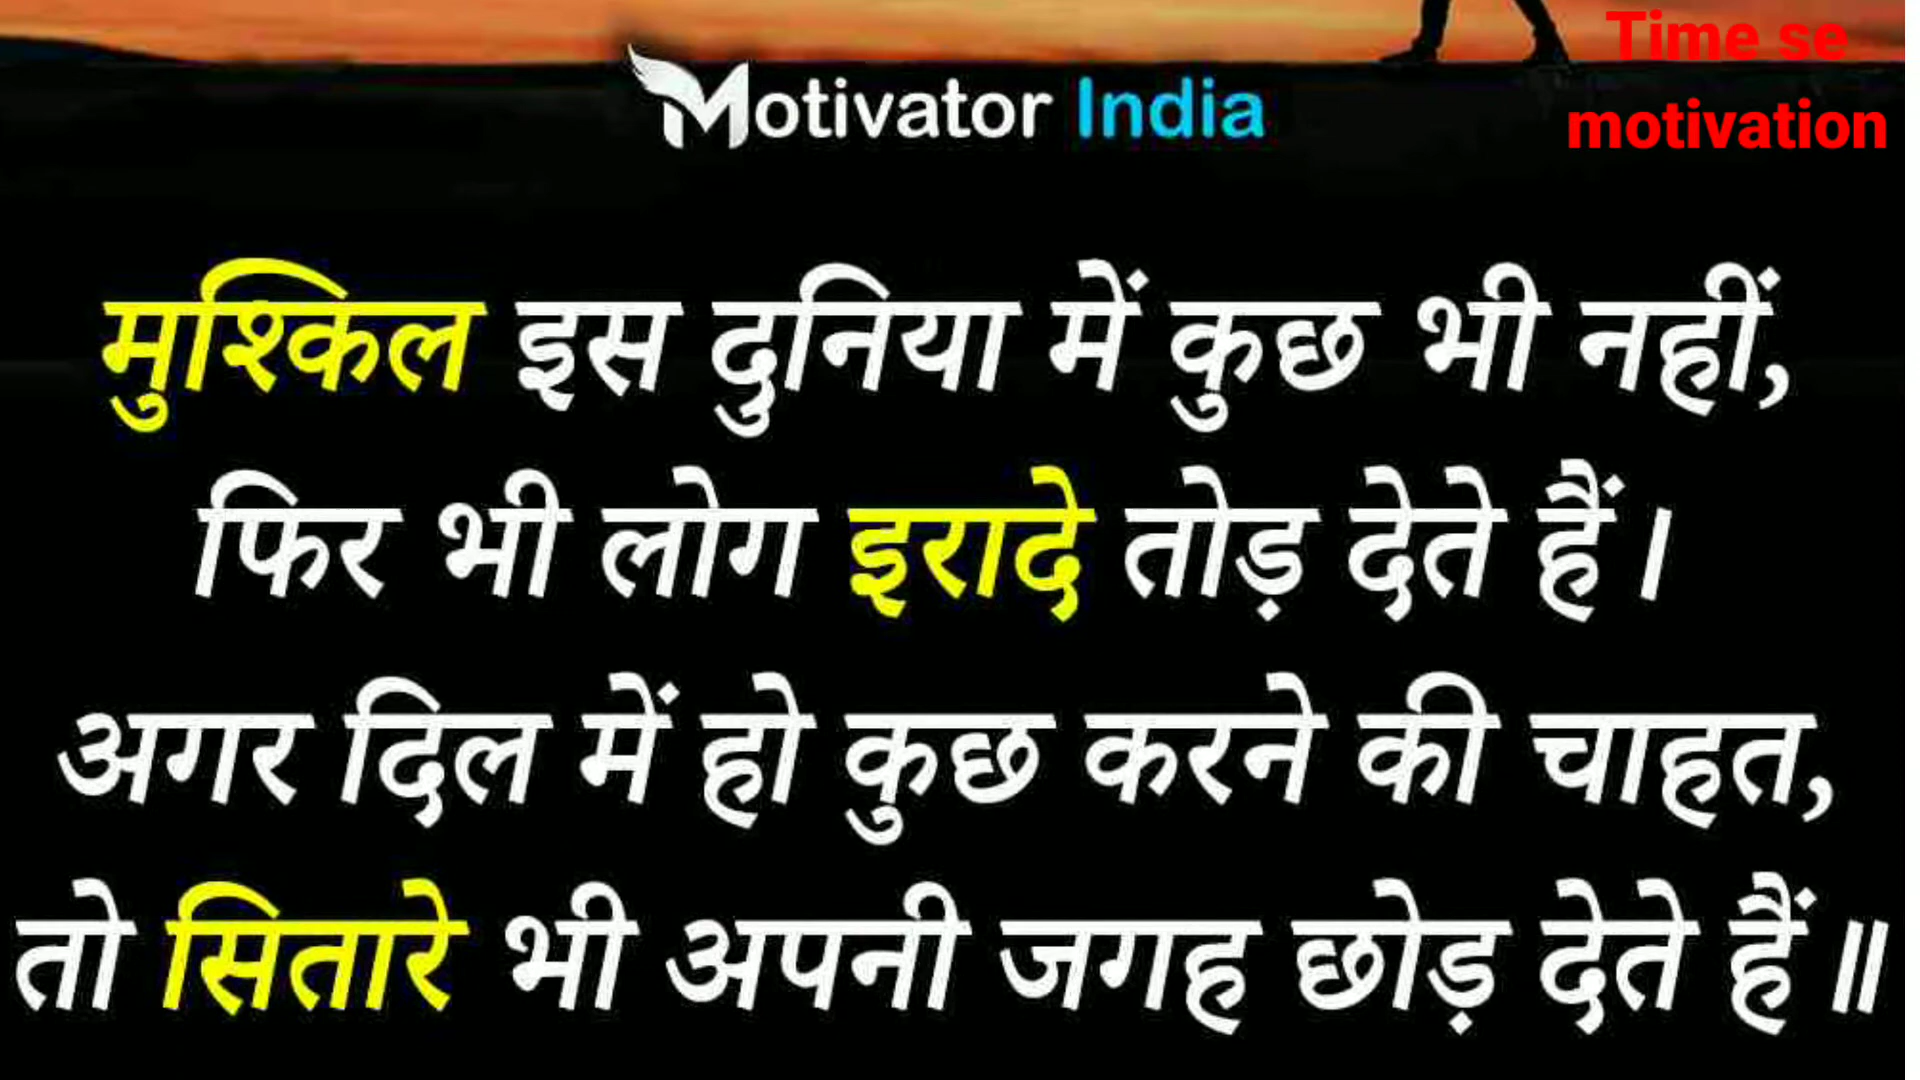 Time se
motivation
Motivator India
मुश्किल इस दुनिया में कुछ भी नहीं,
फिर भी लोग इरादे तोड़ देते हैं।
अगर दिल में हो कुछ करने की चाहत,
तो सितारे भी अपनी जगह छोड़ देते हैं॥